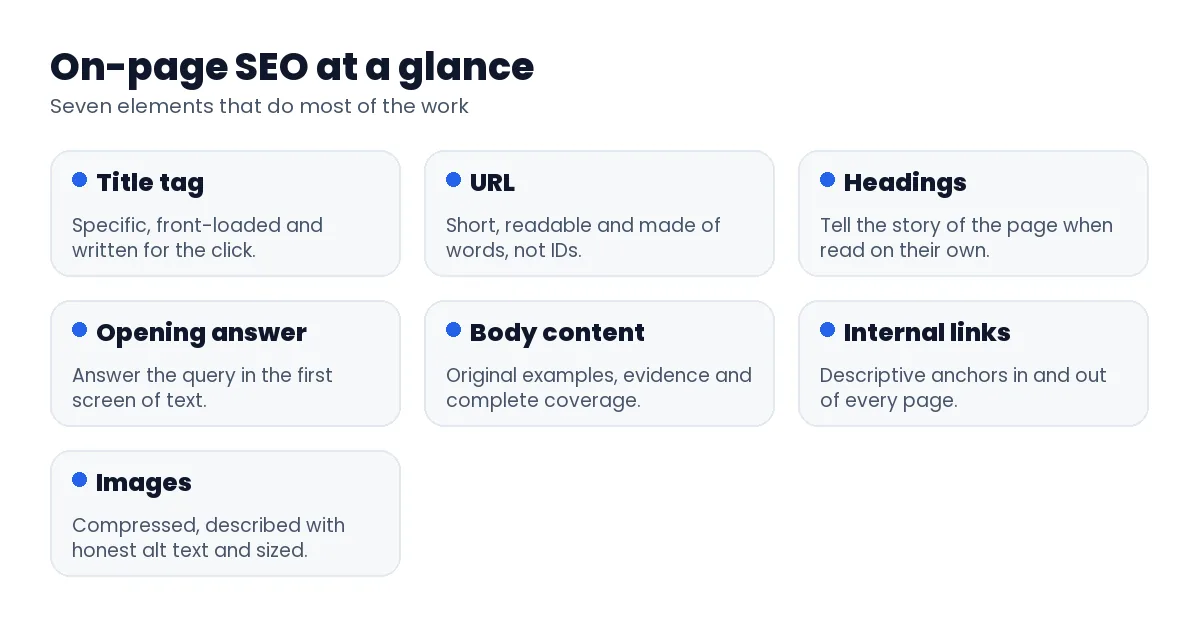 On-page SEO at a glance
Seven elements that do most of the work
Title tag
Specific, front-loaded and
written for the click.
URL
Short, readable and made of
words, not IDs.
Headings
Tell the story of the page when
read on their own.
Opening answer
Answer the query in the first
screen of text.
Body content
Original examples, evidence and
complete coverage.
Internal links
Descriptive anchors in and out
of every page.
Images
Compressed, described with
honest alt text and sized.